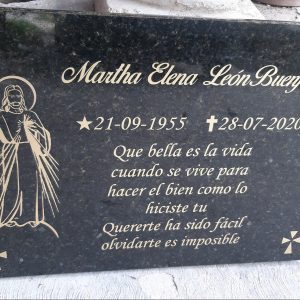 Martha Elena León Buen
★21-09-1955 ✝28-07-2020
Que bella es la vida
cuando se vive para
hacer el bien como lo
hiciste tu
Quererte ha sido fácil
olvidarte es imposible